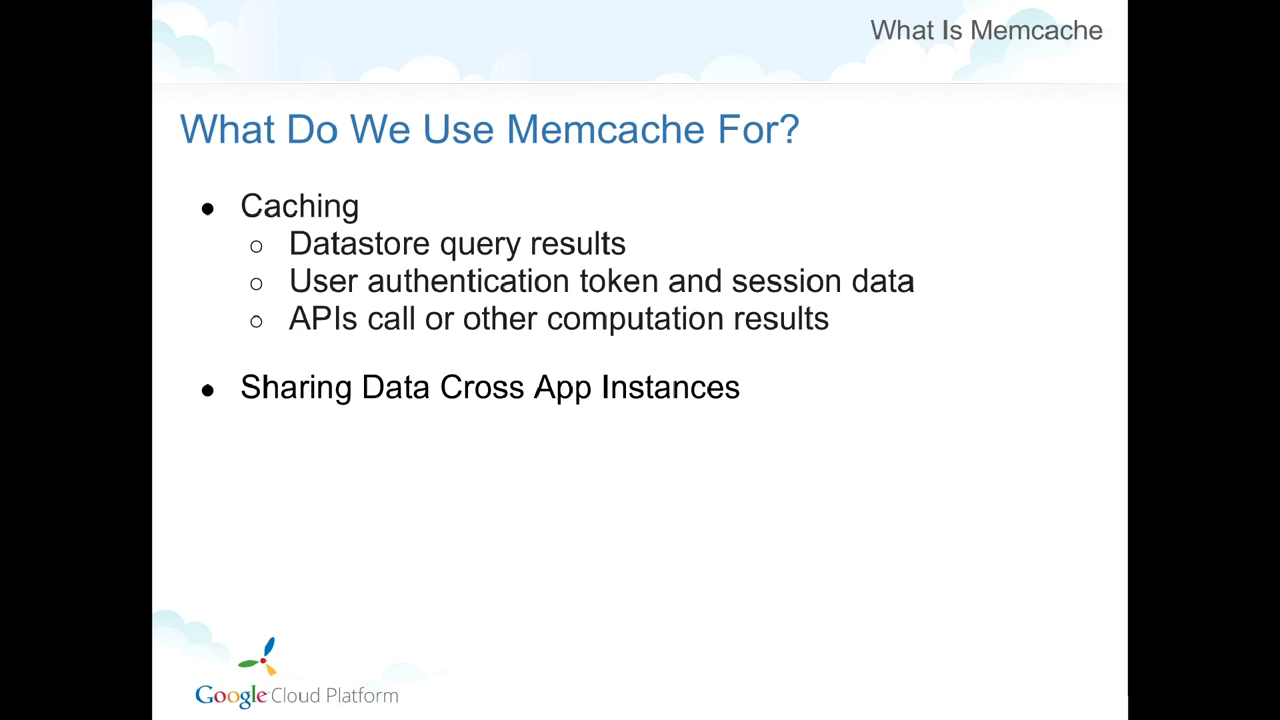 What Is Memcache
What Do We Use Memcache For?
● Caching
○ Datastore query results
○ User authentication token and session data
○ APIs call or other computation results
● Sharing Data Cross App Instances
Google Cloud Platform